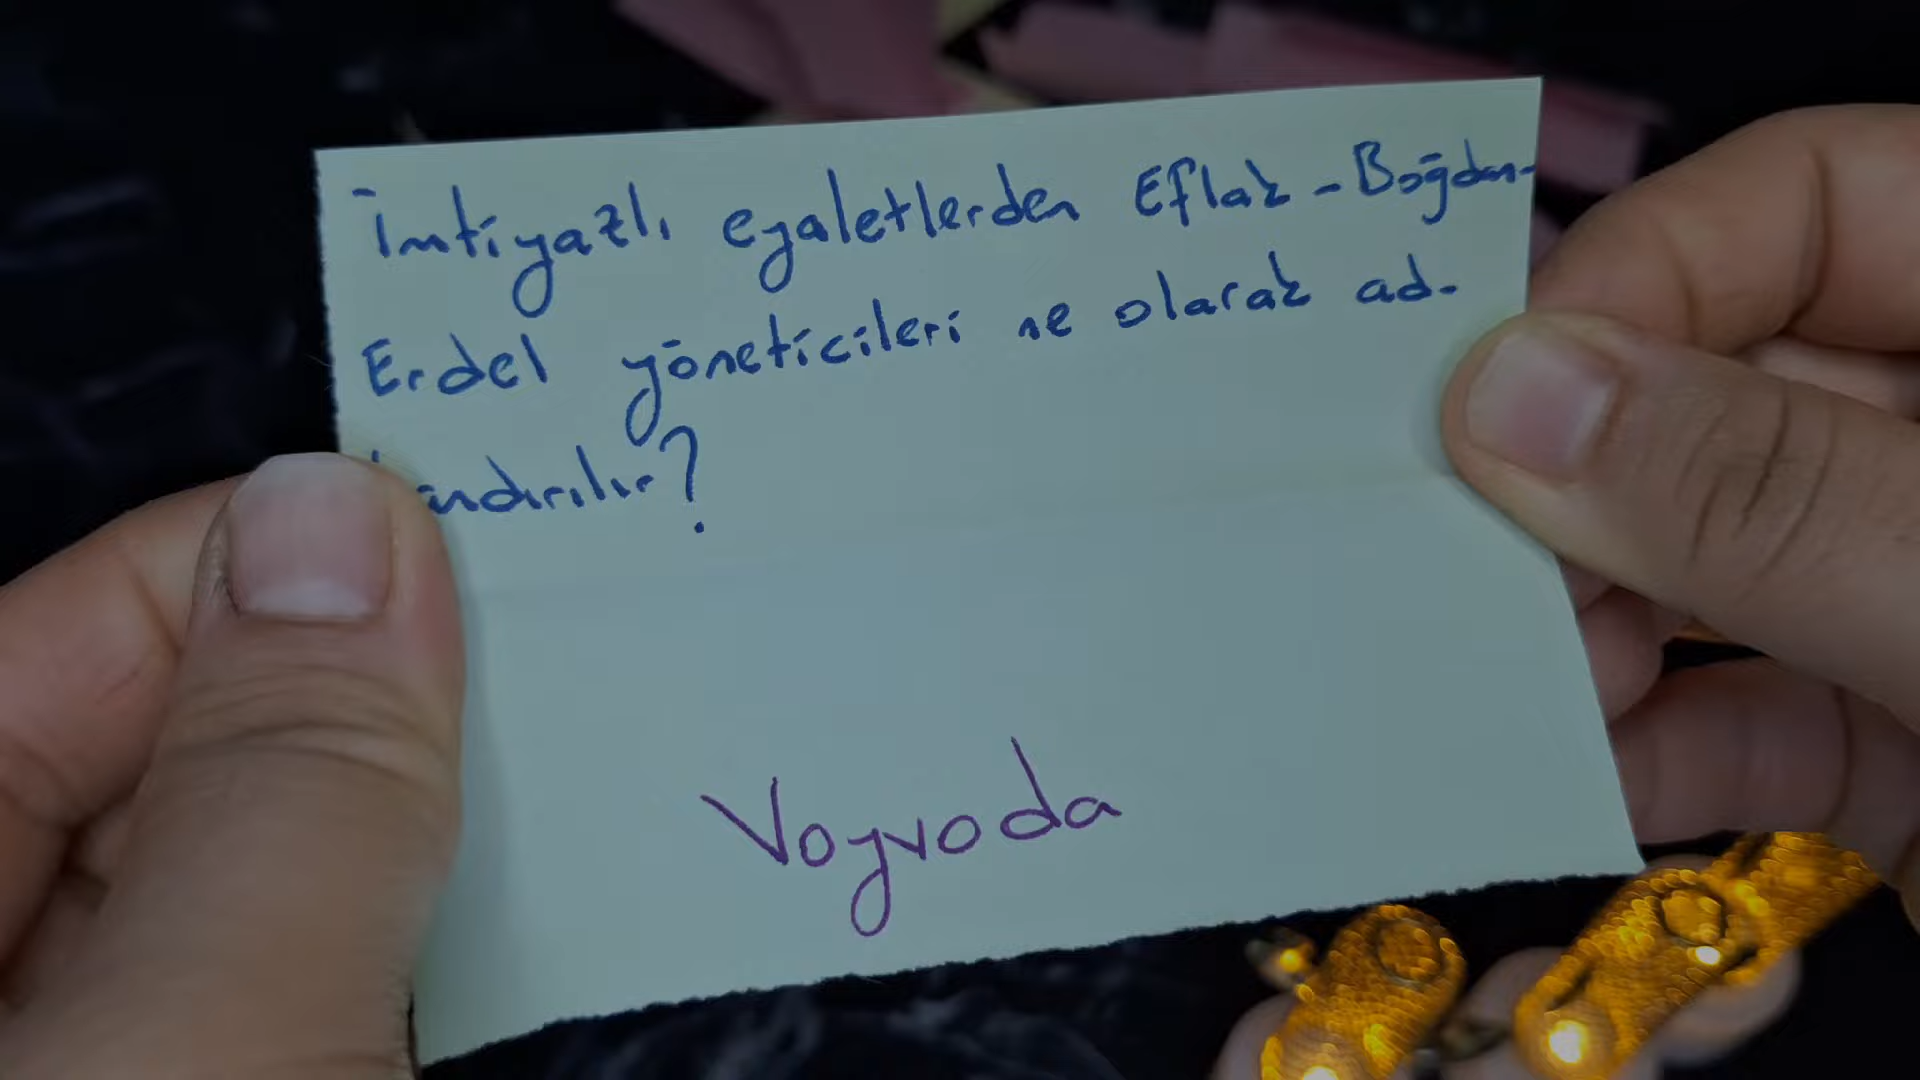 İmtiyazlı eyaletlerden Eflak-Boğdan-
Erdel yöneticileri ne olarak ad-
landırılır?
Voyvoda